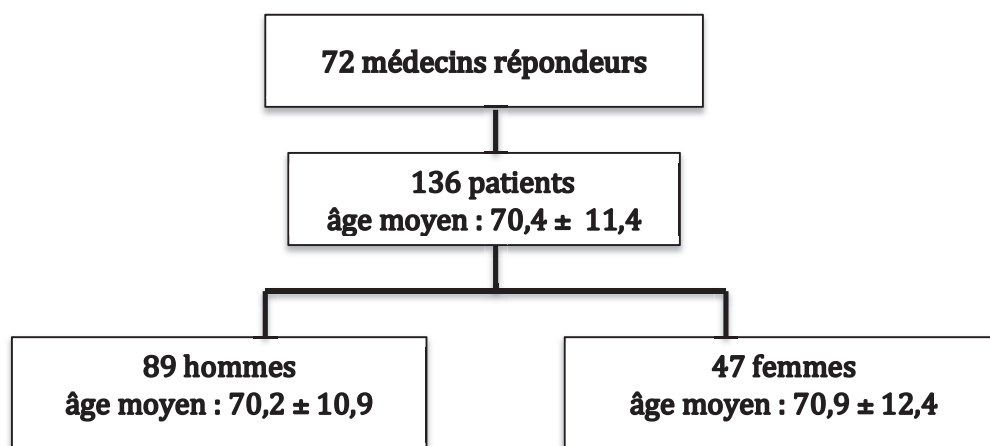 72 médecins répondeurs
136 patients
âge moyen : 70,4 ± 11,4
89 hommes
âge moyen : 70,2 ± 10,9
47 femmes
âge moyen : 70,9 ± 12,4